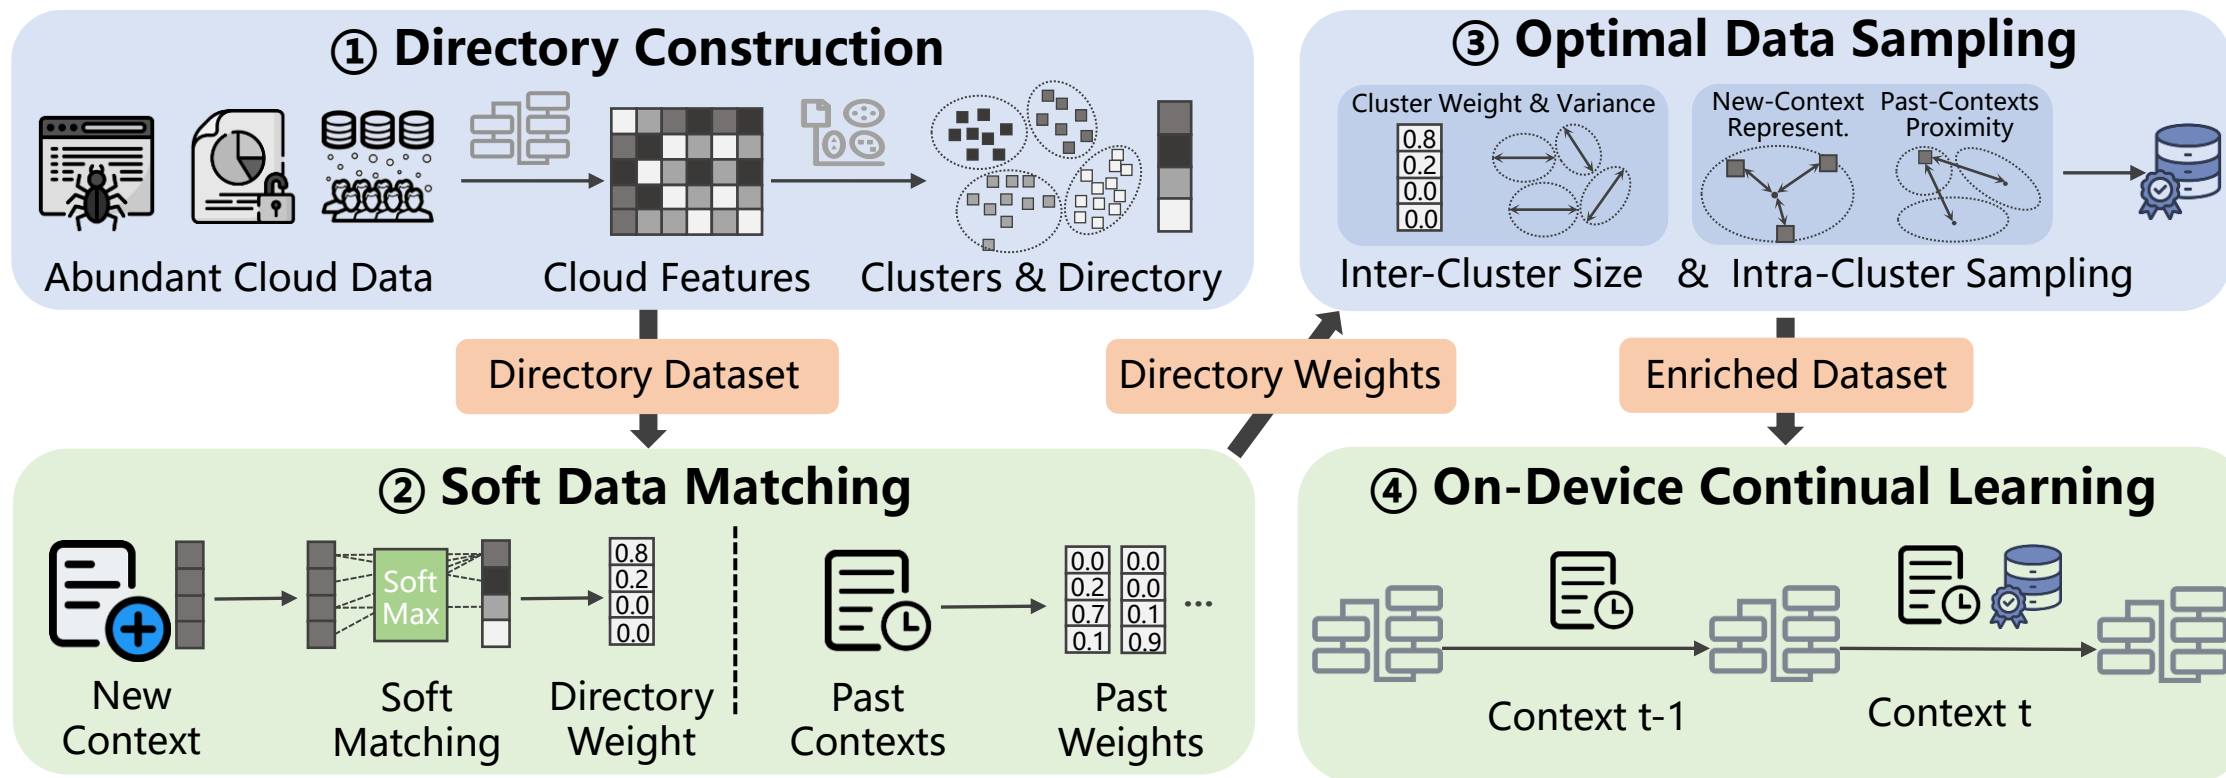 ① Directory Construction
Abundant Cloud Data
Cloud Features
Clusters & Directory
Directory Dataset
② Soft Data Matching
New
Context
Soft
Max
Soft
Matching
0.8
0.2
0.0
0.0
Directory
Weight
Past
Contexts
0.0
0.2
0.7
0.1
0.0
0.0
0.1
0.9
...
Past
Weights
Directory Weights
③ Optimal Data Sampling
Cluster Weight & Variance
0.8
0.2
0.0
0.0
New-Context
Represent.
Past-Contexts
Proximity
Inter-Cluster Size & Intra-Cluster Sampling
Enriched Dataset
④ On-Device Continual Learning
Context t-1
Context t